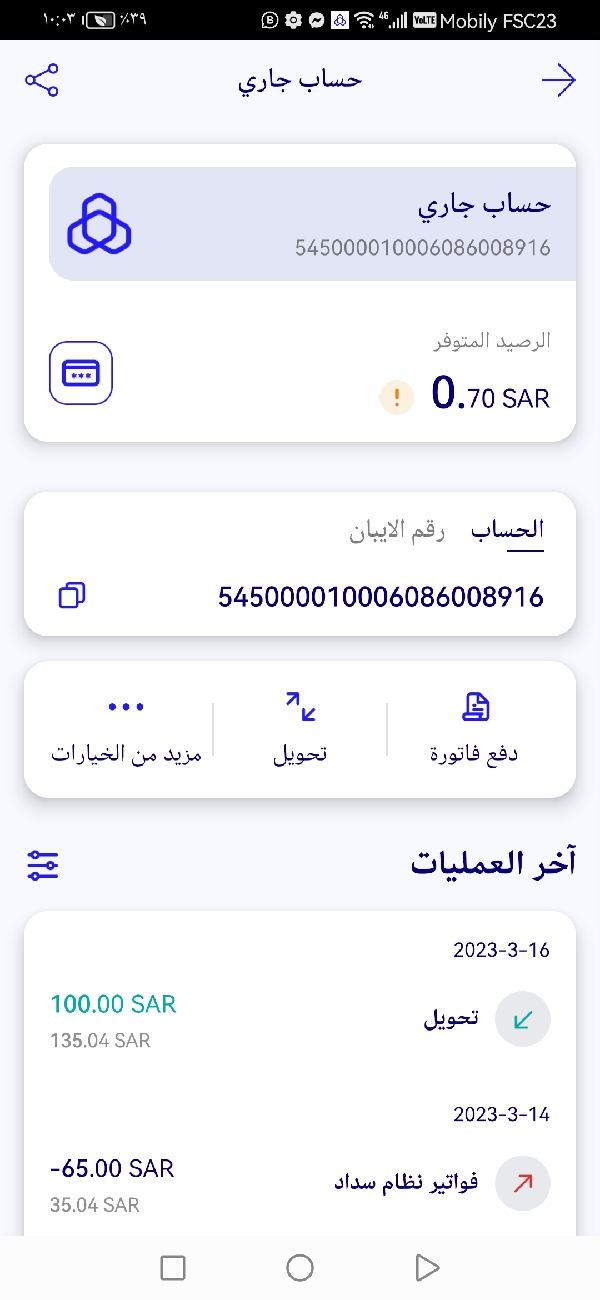 ١٠:٠٣ ٪٣٩ 4G VoLTE Mobily FSC23
حساب جاري
حساب جاري
545000010006086008916
الرصيد المتوفر
0.70 SAR
الحساب رقم الايبان
545000010006086008916
دفع فاتورة تحويل مزيد من الخيارات
آخر العمليات
2023-3-16
تحويل 100.00 SAR
135.04 SAR
2023-3-14
فواتير نظام سداد -65.00 SAR
35.04 SAR